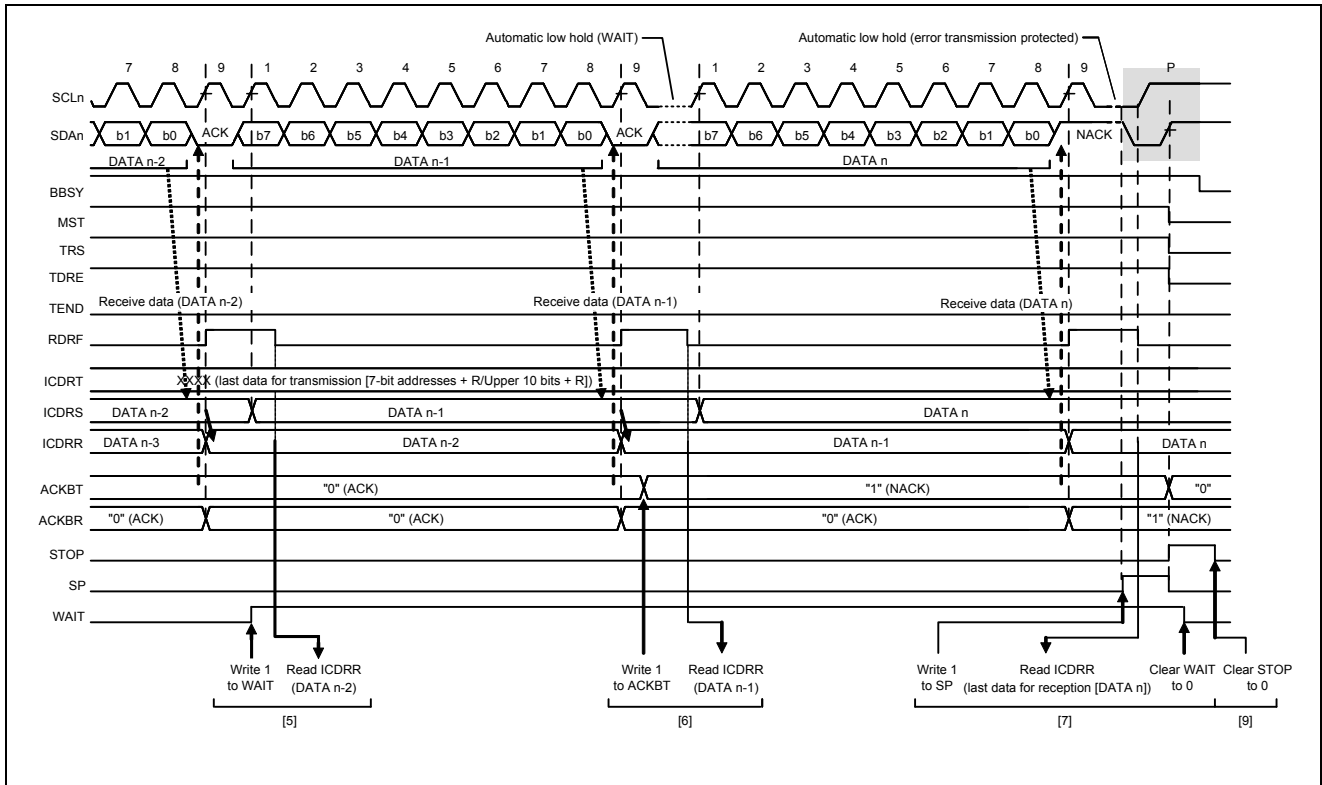 Automatic low hold (WAIT)
Automatic low hold (error transmission protected)
7 8 9 1 2 3 4 5 6 7 8 9 1 2 3 4 5 6 7 8 9 P
SCLn
SDAn b1 b0 ACK b7 b6 b5 b4 b3 b2 b1 b0 ACK b7 b6 b5 b4 b3 b2 b1 b0 NACK
DATA n-2 DATA n-1 DATA n
BBSY
MST
TRS
TDRE
Receive data (DATA n-2) Receive data (DATA n-1) Receive data (DATA n)
TEND
RDRF
ICDRT XXXX (last data for transmission [7-bit addresses + R/Upper 10 bits + R])
ICDRS DATA n-2 DATA n-1 DATA n
ICDRR DATA n-3 DATA n-2 DATA n-1 DATA n
ACKBT "0" (ACK) "1" (NACK) "0"
ACKBR "0" (ACK) "0" (ACK) "0" (ACK) "1" (NACK)
STOP
SP
WAIT
Write 1 Read ICDRR Write 1 Read ICDRR Write 1 Read ICDRR Clear WAIT Clear STOP
to WAIT (DATA n-2) to ACKBT (DATA n-1) to SP (last data for reception [DATA n]) to 0 to 0
[5] [6] [7] [9]